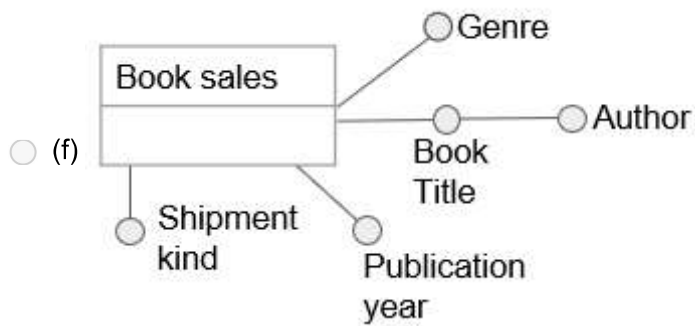 Genre
Book sales
Author
(f)
Book
Title
Shipment
kind
Publication
year